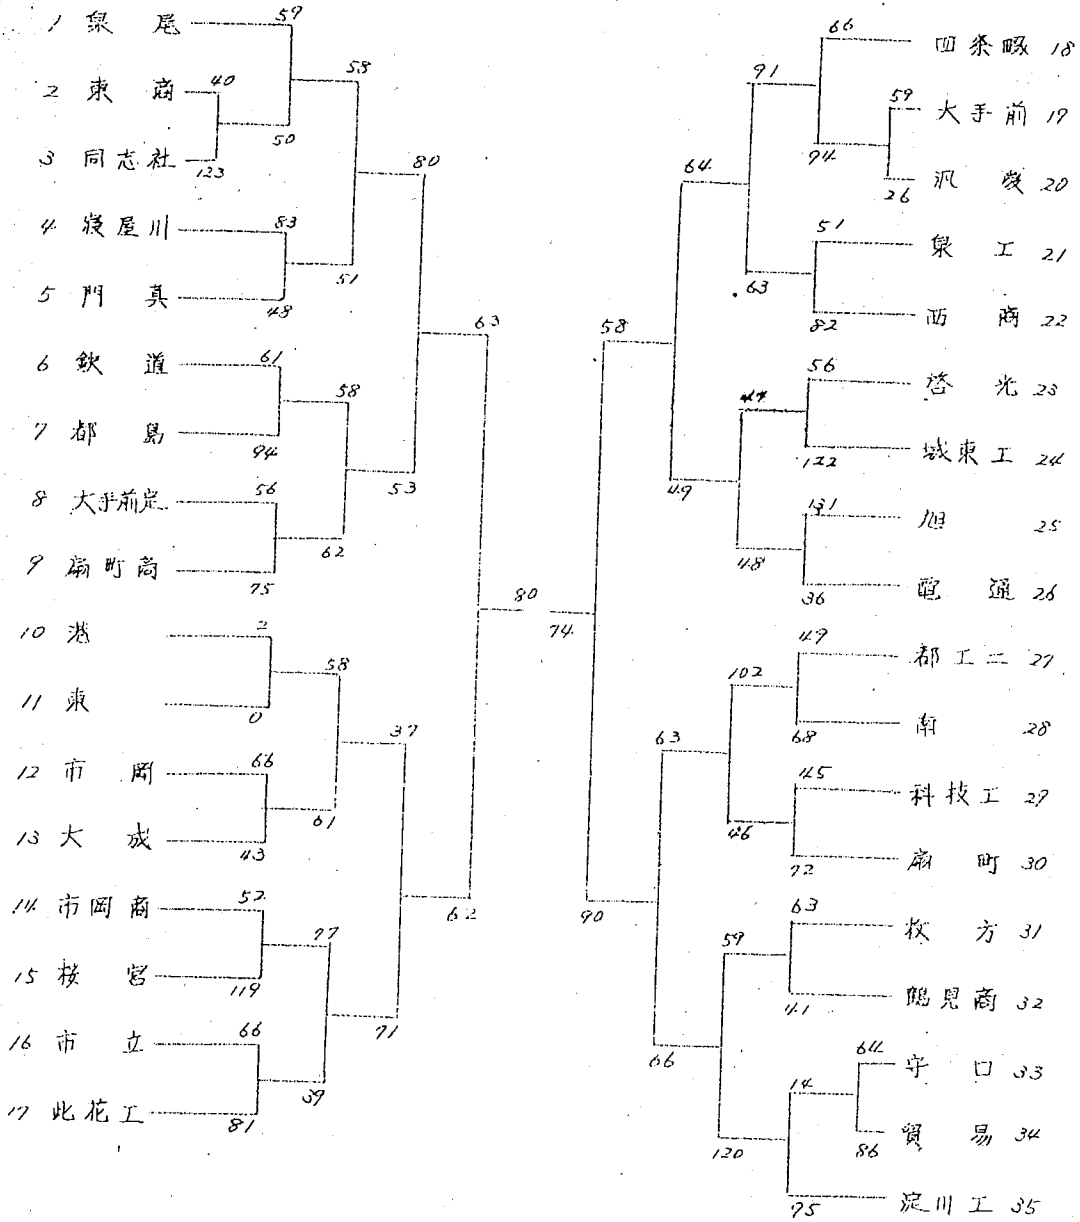 1 泉尾
2 東商
3 同志社
4 寝屋川
5 門真
6 鉄道
7 都島
8 大手前定
9 扇町商
10 港
11 東
12 市岡
13 大成
14 市岡商
15 桜宮
16 市立
17 此花工
59
40
123
50
58
83
48
51
80
61
94
58
56
75
62
53
63
2
0
58
66
43
61
37
52
119
77
66
81
39
71
62
80
74
58
64
91
66
59
26
94
51
82
63
56
122
49
131
36
48
90
63
102
49
68
45
72
46
66
59
63
41
14
64
86
75
120
四条畷 18
大手前 19
汎愛 20
泉工 21
西商 22
啓光 23
城東工 24
旭 25
電通 26
都工二 27
南 28
科技工 29
扇町 30
枚方 31
鶴見商 32
守口 33
貿易 34
淀川工 35